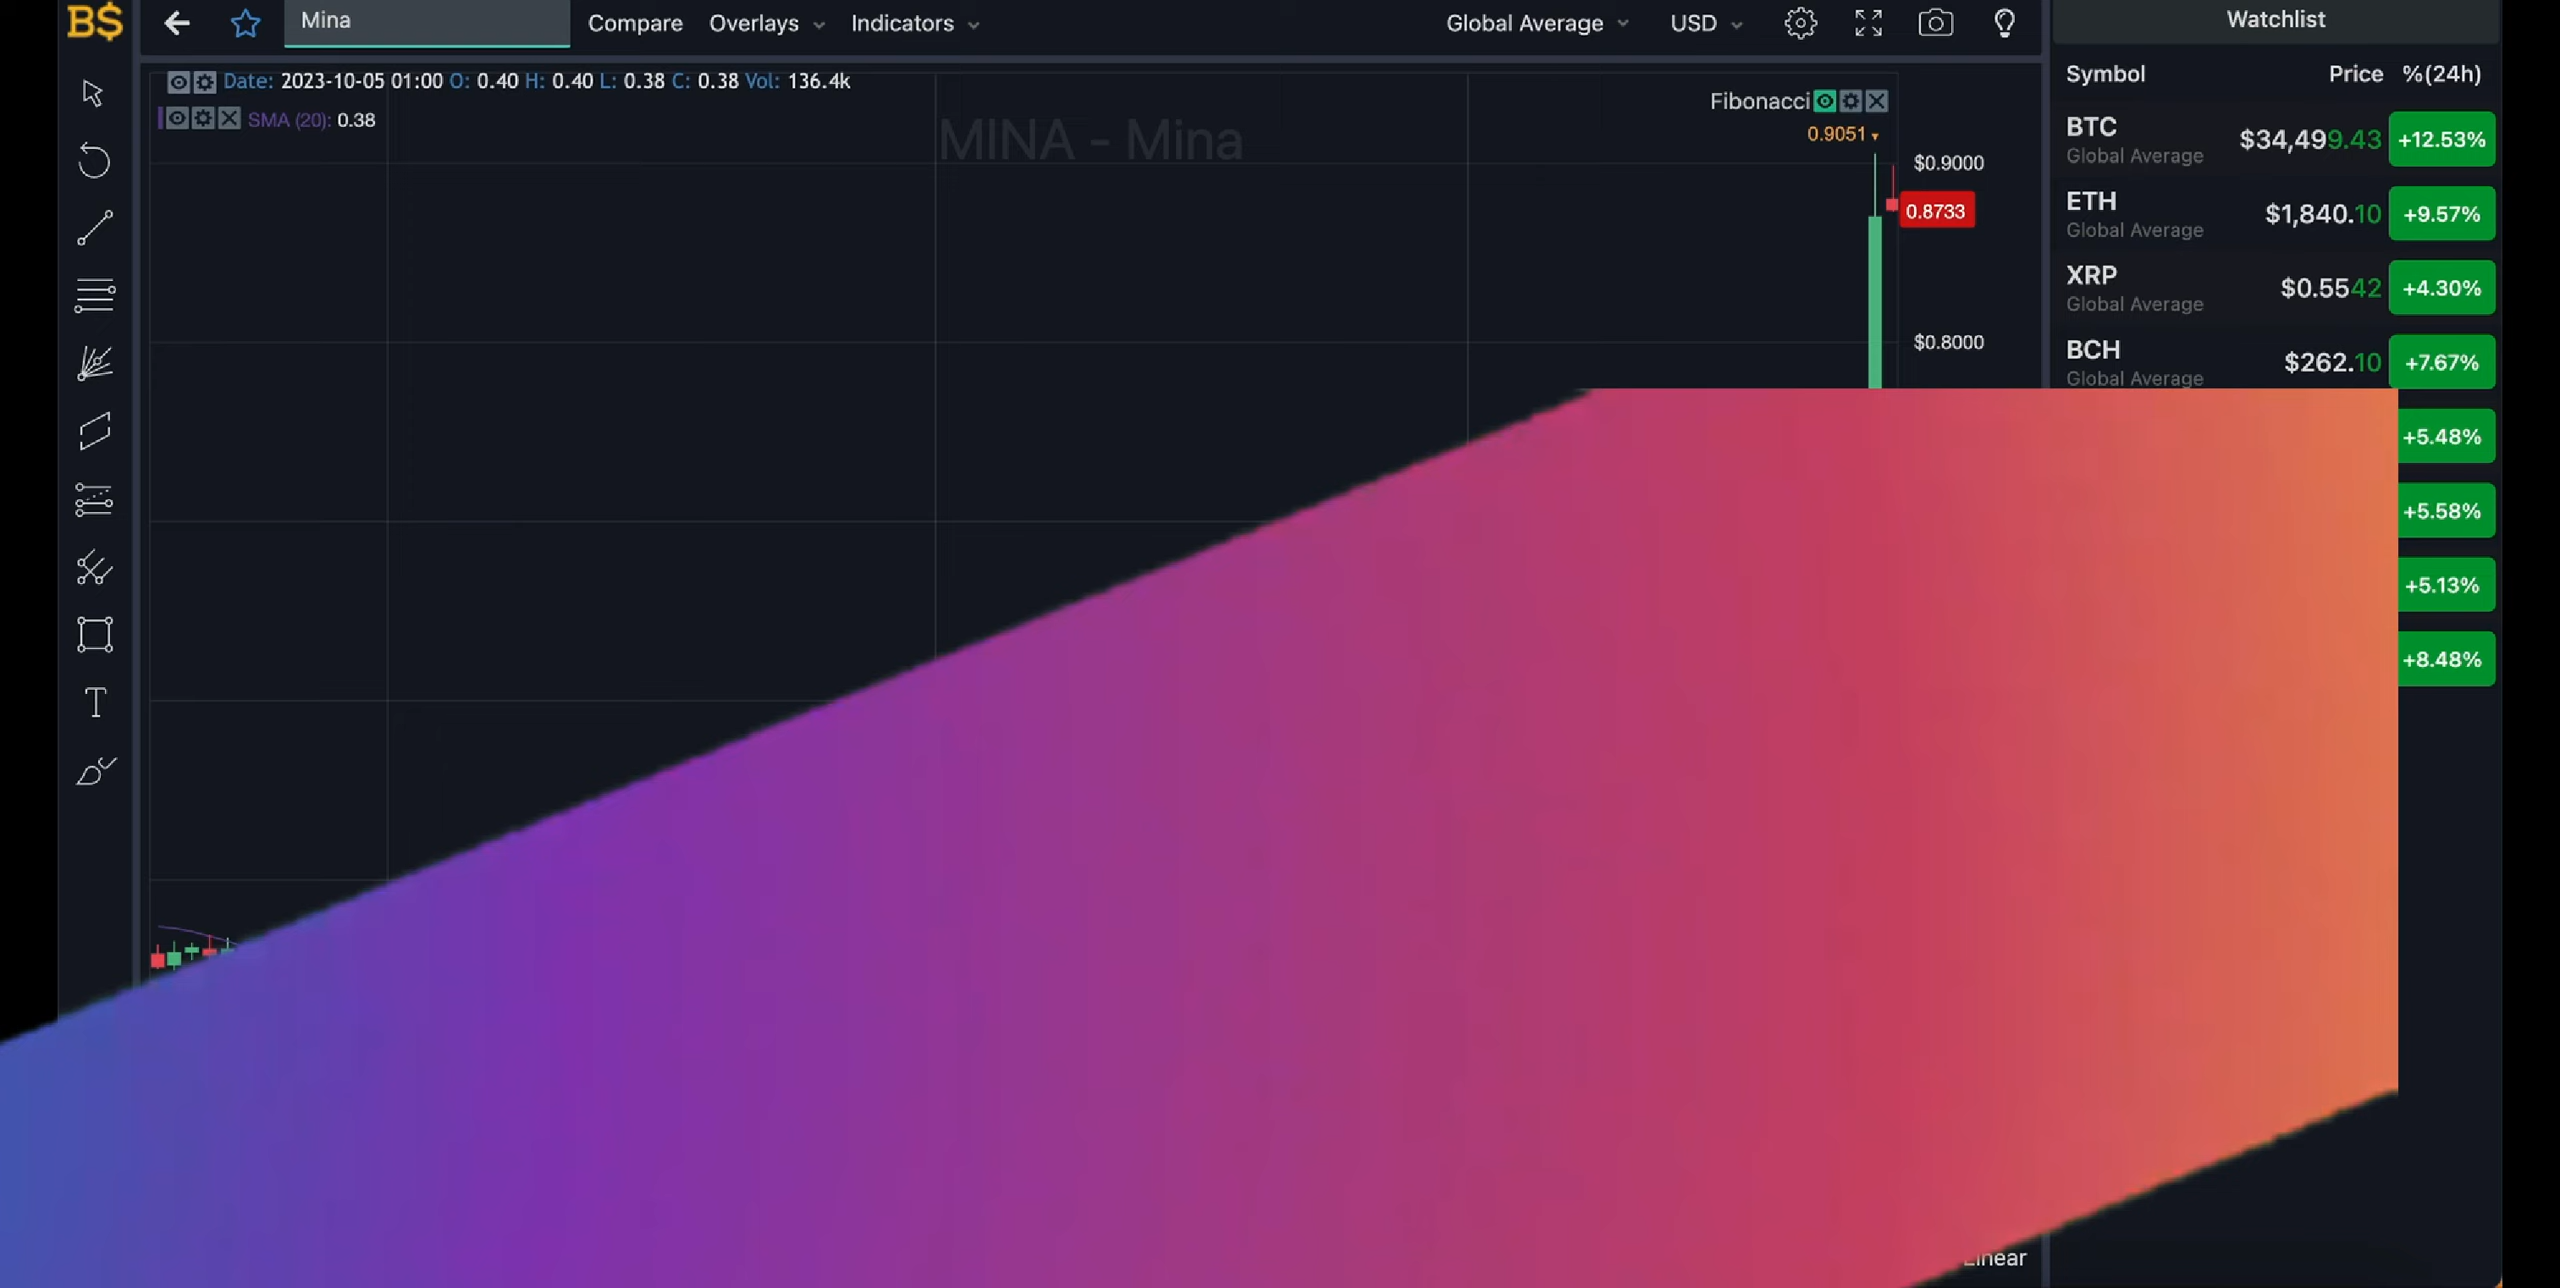 B$
Mina
Compare
Overlays
Indicators
Global Average
USD
Watchlist
Date: 2023-10-05 01:00 O: 0.40 H: 0.40 L: 0.38 C: 0.38 Vol: 136.4k
SMA (20): 0.38
MINA - Mina
Fibonacci
0.9051
$0.9000
0.8733
$0.8000
Symbol Price %(24h)
BTC $34,499.43 +12.53%
Global Average
ETH $1,840.10 +9.57%
Global Average
XRP $0.5542 +4.30%
Global Average
BCH $262.10 +7.67%
Global Average
+5.48%
+5.58%
+5.13%
+8.48%
T
Linear